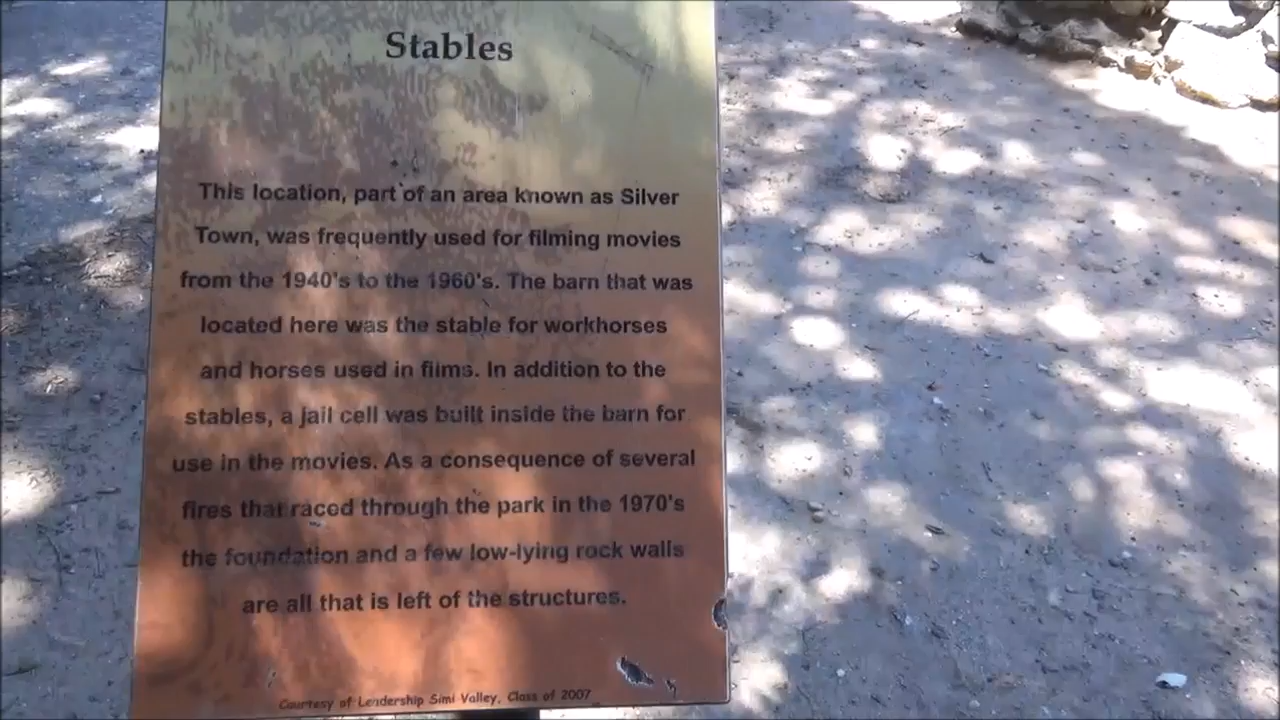 Stables
This location, part of an area known as Silver
Town, was frequently used for filming movies
from the 1940's to the 1960's. The barn that was
located here was the stable for workhorses
and horses used in films. In addition to the
stables, a jail cell was built inside the barn for
use in the movies. As a consequence of several
fires that raced through the park in the 1970's
the foundation and a few low-lying rock walls
are all that is left of the structures.
Courtesy of Leadership Simi Valley, Class of 2007